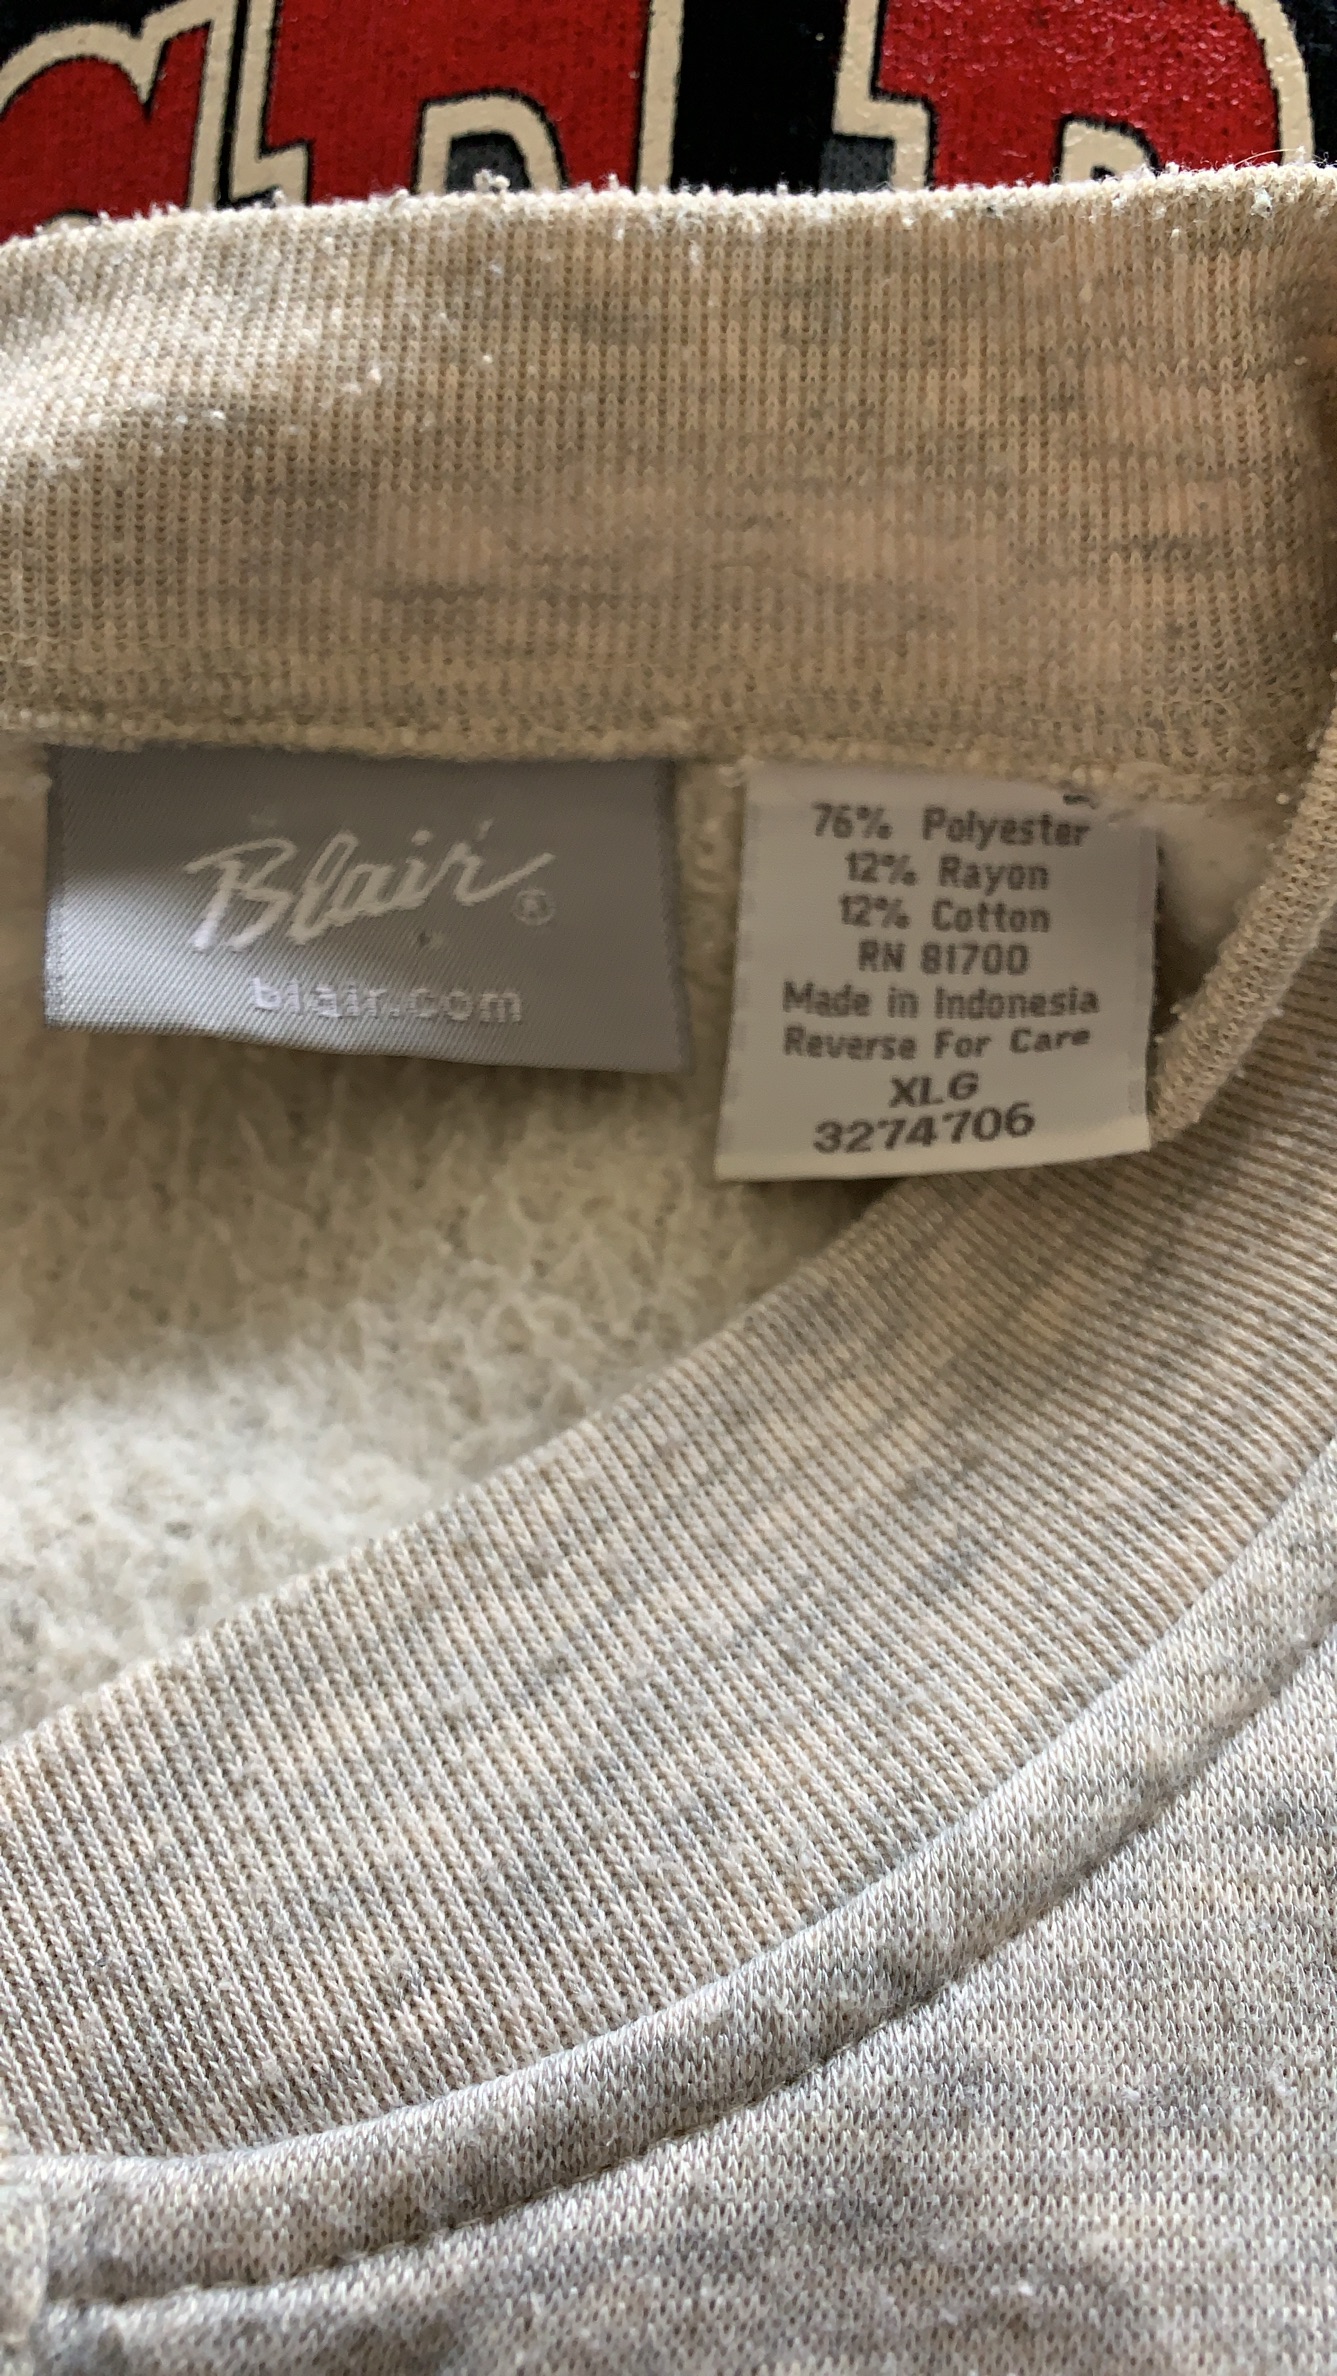 Blair®
blair.com
76% Polyester
12% Rayon
12% Cotton
RN 81700
Made in Indonesia
Reverse For Care
XLG
3274706